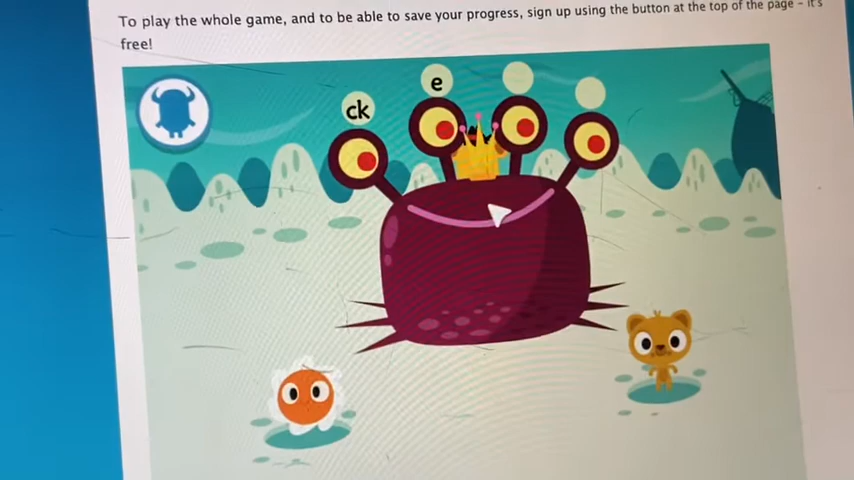 To play the whole game, and to be able to save your progress, sign up using the button at the top of the page - it's
free!
ck
e